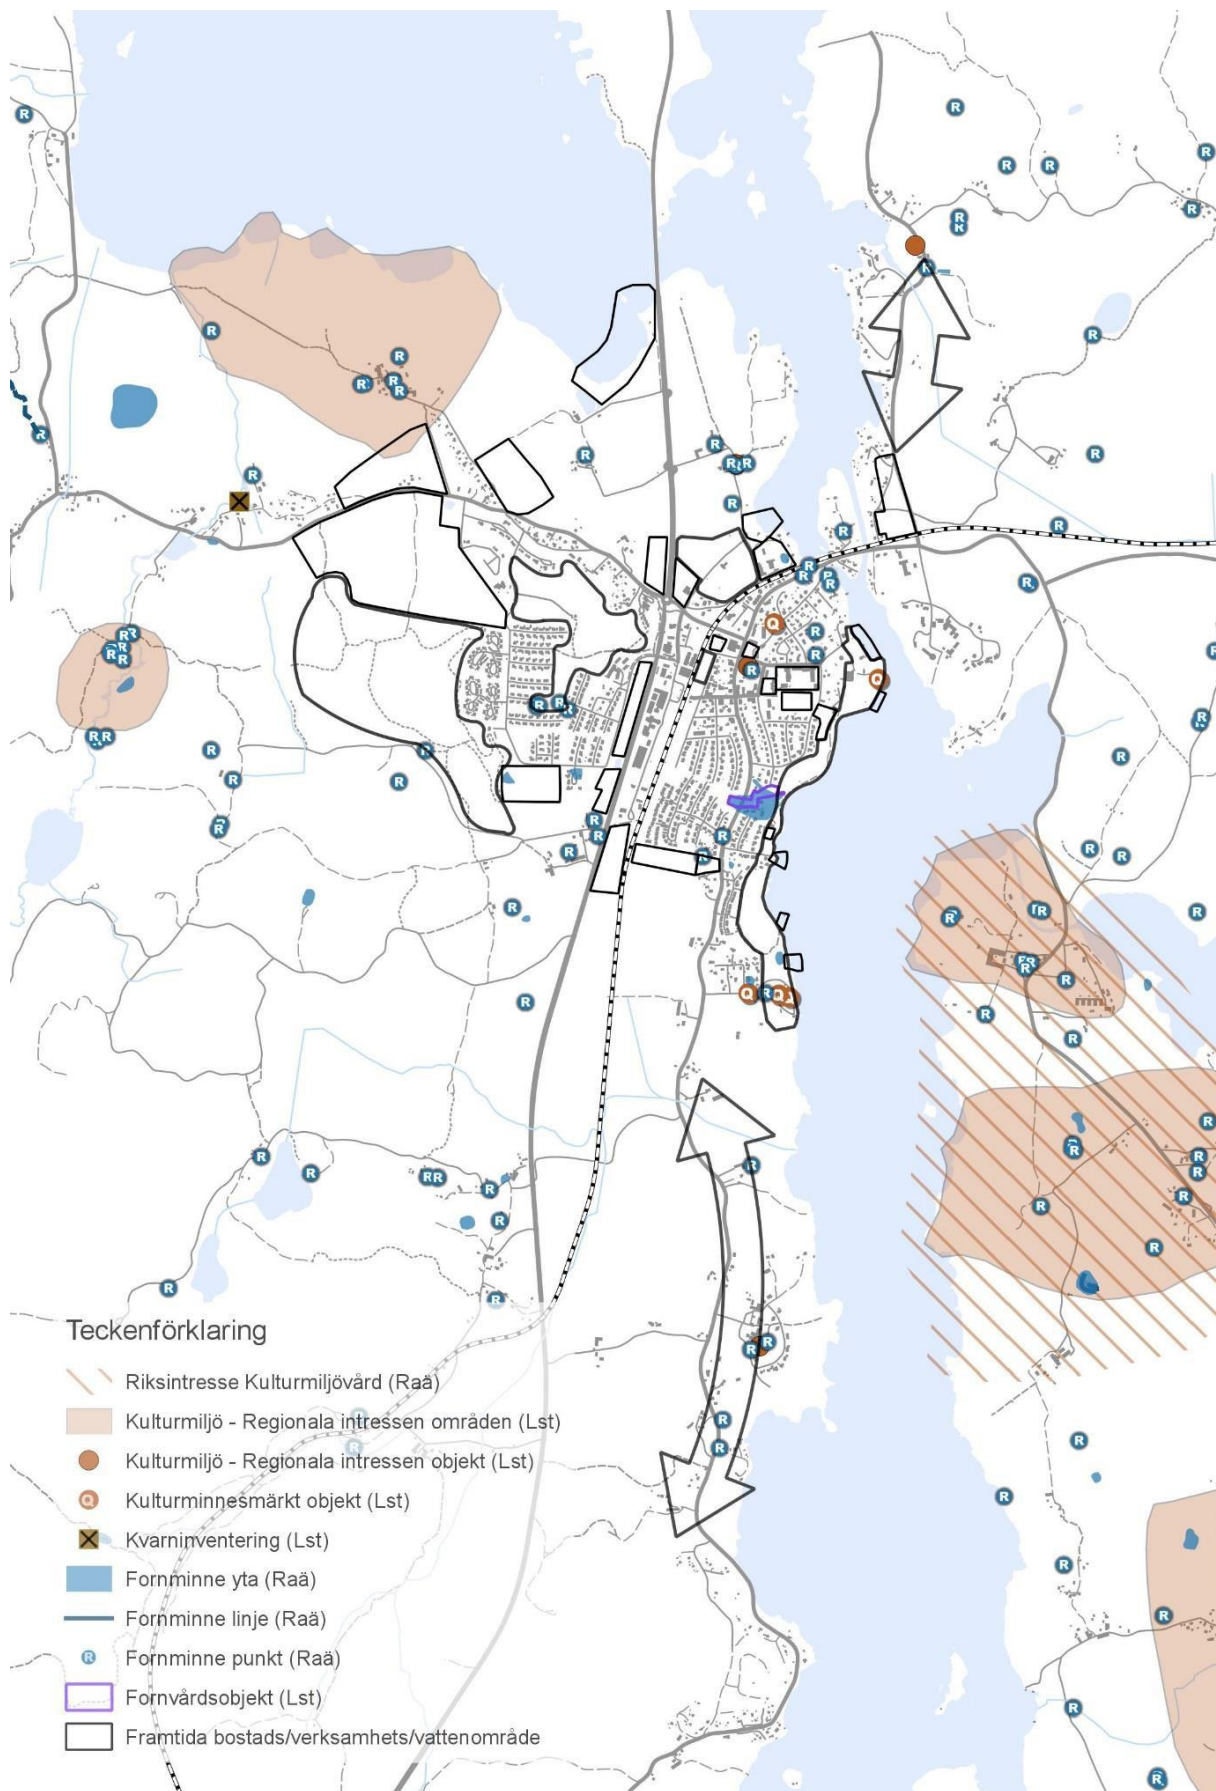 Teckenförklaring
Riksintresse Kulturmiljövård (Raä)
Kulturmiljö - Regionala intressen områden (Lst)
Kulturmiljö - Regionala intressen objekt (Lst)
Q Kulturminnesmärkt objekt (Lst)
Kvarninventering (Lst)
Fornminne yta (Raä)
Fornminne linje (Raä)
R Fornminne punkt (Raä)
Fornvårdsobjekt (Lst)
Framtida bostads/verksamhets/vattenområde